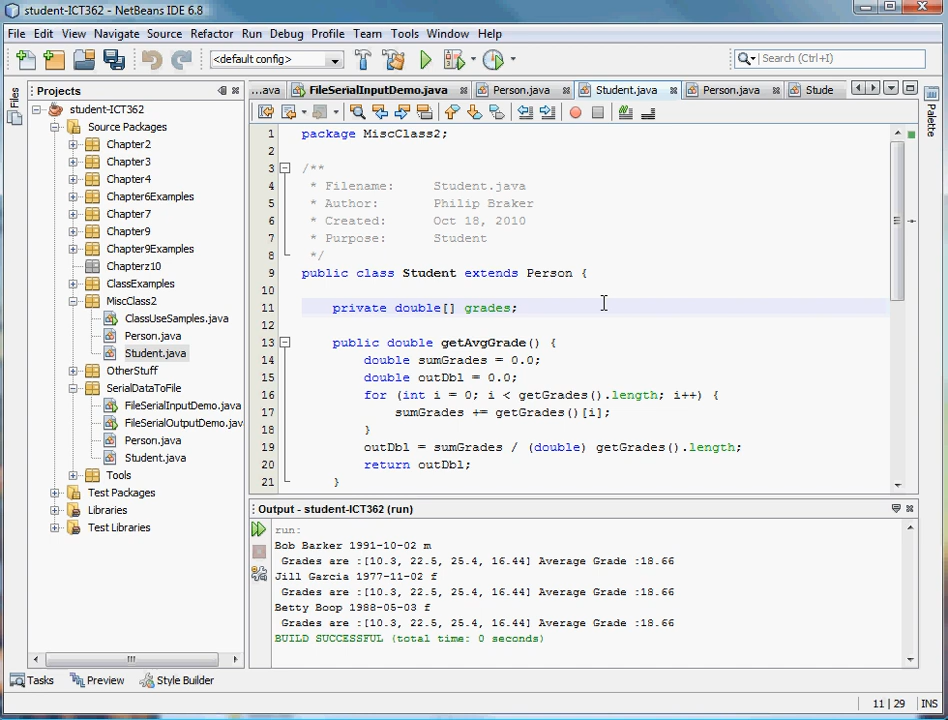 student-ICT362 - NetBeans IDE 6.8
File Edit View Navigate Source Refactor Run Debug Profile Team Tools Window Help
<default config>
Search (Ctrl+I)
Files
Projects
student-ICT362
Source Packages
Chapter2
Chapter3
Chapter4
Chapter6Examples
Chapter7
Chapter9
Chapter9Examples
Chapterz10
ClassExamples
MiscClass2
ClassUseSamples.java
Person.java
Student.java
OtherStuff
SerialDataToFile
FileSerialInputDemo.java
FileSerialOutputDemo.jav
Person.java
Student.java
Tools
Test Packages
Libraries
Test Libraries
...ava FileSerialInputDemo.java Person.java Student.java Person.java Stude
Palette
1 package MiscClass2;
2
3 /**
4 * Filename: Student.java
5 * Author: Philip Braker
6 * Created: Oct 18, 2010
7 * Purpose: Student
8 */
9 public class Student extends Person {
10
11 private double[] grades;
12
13 public double getAvgGrade() {
14 double sumGrades = 0.0;
15 double outDbl = 0.0;
16 for (int i = 0; i < getGrades().length; i++) {
17 sumGrades += getGrades()[i];
18 }
19 outDbl = sumGrades / (double) getGrades().length;
20 return outDbl;
21 }
Output - student-ICT362 (run)
run:
Bob Barker 1991-10-02 m
Grades are :[10.3, 22.5, 25.4, 16.44] Average Grade :18.66
Jill Garcia 1977-11-02 f
Grades are :[10.3, 22.5, 25.4, 16.44] Average Grade :18.66
Betty Boop 1988-05-03 f
Grades are :[10.3, 22.5, 25.4, 16.44] Average Grade :18.66
BUILD SUCCESSFUL (total time: 0 seconds)
Tasks Preview Style Builder
11 | 29 INS